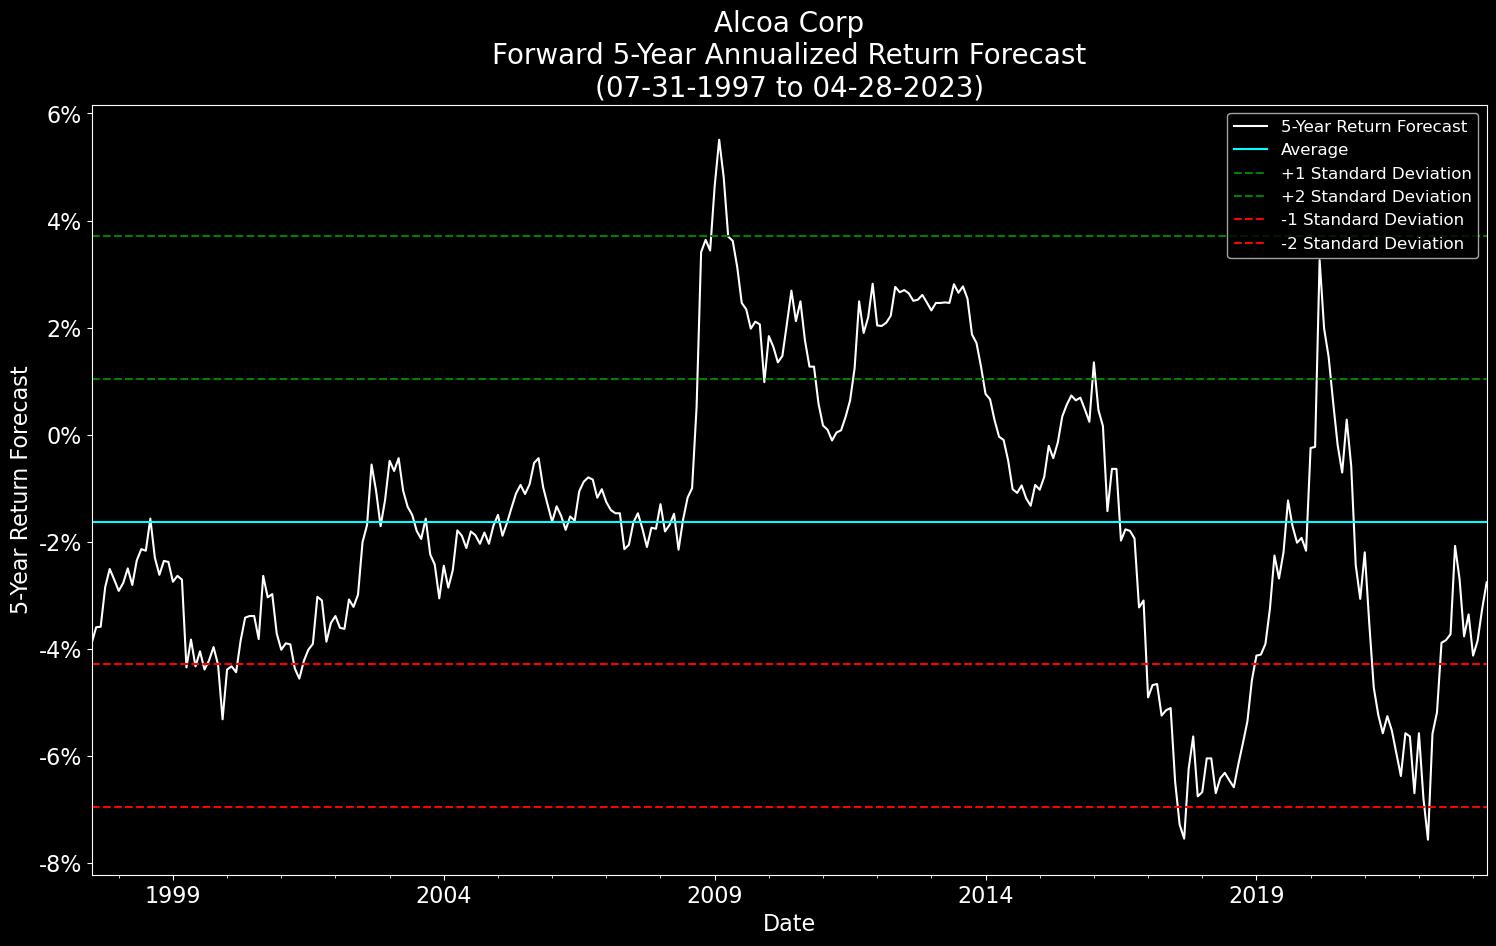 Alcoa Corp
Forward 5-Year Annualized Return Forecast
(07-31-1997 to 04-28-2023)
5-Year Return Forecast
Average
+1 Standard Deviation
+2 Standard Deviation
-1 Standard Deviation
-2 Standard Deviation
5-Year Return Forecast
6%
4%
2%
0%
-2%
-4%
-6%
-8%
1999
2004
2009
2014
2019
Date